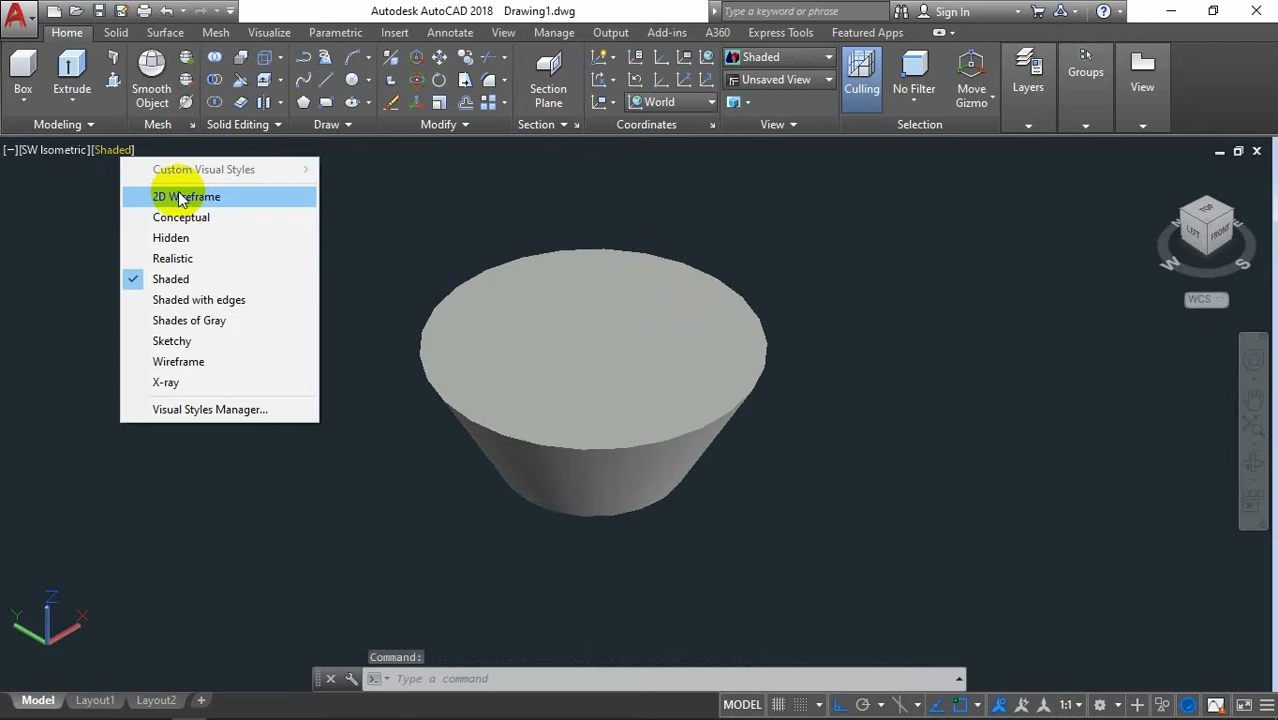 Autodesk AutoCAD 2018 Drawing1.dwg
Type a keyword or phrase
Sign In
Home Solid Surface Mesh Visualize Parametric Insert Annotate View Manage Output Add-ins A360 Express Tools Featured Apps
Shaded
Unsaved View
World
Box
Extrude
Smooth
Object
Section
Plane
Culling
No Filter
Move
Gizmo
Layers
Groups
View
Modeling
Mesh
Solid Editing
Draw
Modify
Section
Coordinates
View
Selection
[−][SW Isometric][Shaded]
Custom Visual Styles
2D Wireframe
Conceptual
Hidden
Realistic
Shaded
Shaded with edges
Shades of Gray
Sketchy
Wireframe
X-ray
Visual Styles Manager...
TOP
LEFT
FRONT
N
W
S
WCS
Z
Y
X
Command:
Type a command
Model Layout1 Layout2 +
MODEL
1:1